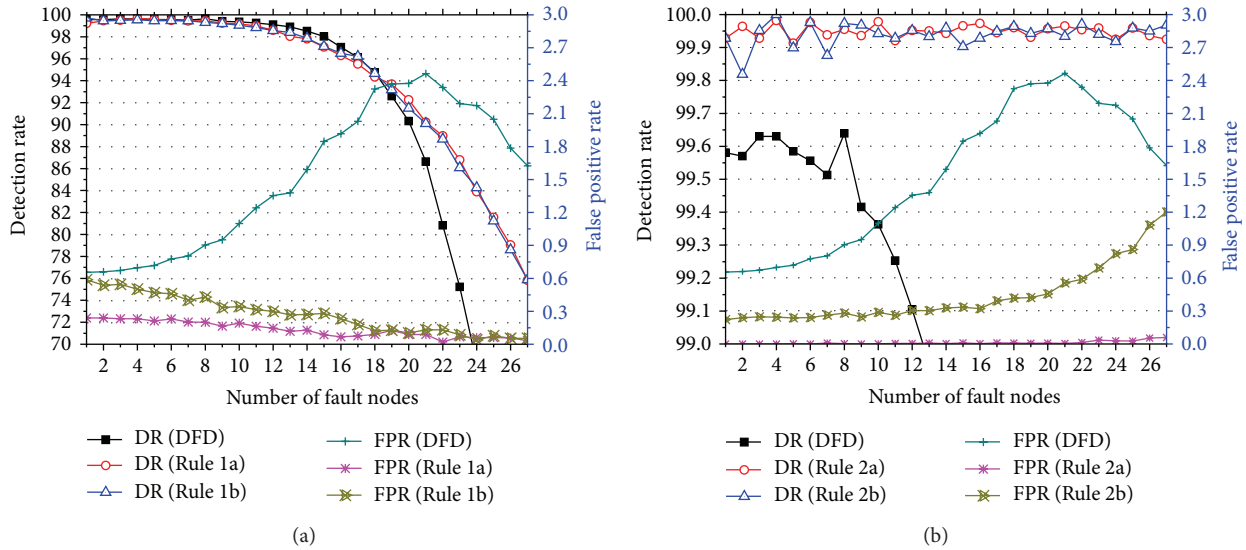 100
98
96
94
92
90
88
86
84
82
80
78
76
74
72
70
Detection rate
3.0
2.7
2.4
2.1
1.8
1.5
1.2
0.9
0.6
0.3
0.0
False positive rate
2 4 6 8 10 12 14 16 18 20 22 24 26
Number of fault nodes
DR (DFD)
DR (Rule 1a)
DR (Rule 1b)
FPR (DFD)
FPR (Rule 1a)
FPR (Rule 1b)
(a)
100.0
99.9
99.8
99.7
99.6
99.5
99.4
99.3
99.2
99.1
99.0
Detection rate
3.0
2.7
2.4
2.1
1.8
1.5
1.2
0.9
0.6
0.3
0.0
False positive rate
2 4 6 8 10 12 14 16 18 20 22 24 26
Number of fault nodes
DR (DFD)
DR (Rule 2a)
DR (Rule 2b)
FPR (DFD)
FPR (Rule 2a)
FPR (Rule 2b)
(b)